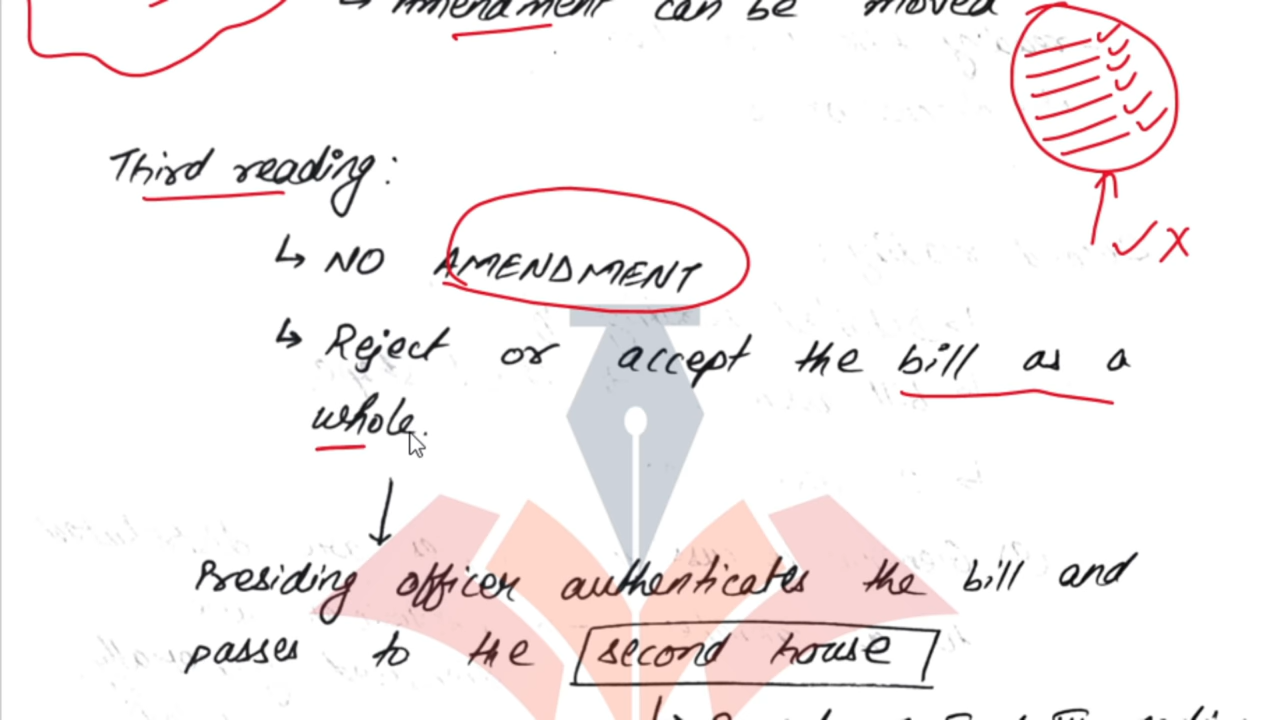 ↳ Amendment can be moved
Third reading:
↳ NO AMENDMENT
↳ Reject or accept the bill as a
whole.
Presiding officer authenticates the bill and
passes to the second house